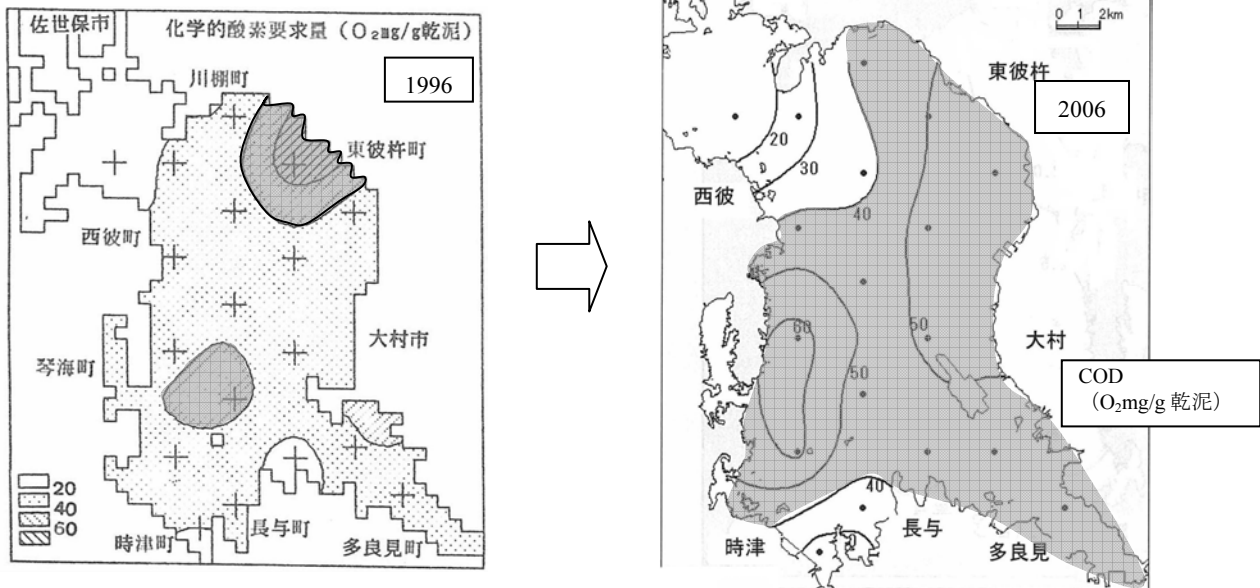 佐世保市
化学的酸素要求量（O₂mg/g乾泥）
1996
川棚町
東彼杵町
西彼町
大村市
琴海町
20
40
60
時津町
長与町
多良見町
0 1 2km
東彼杵
2006
20
30
西彼
40
60
50
50
大村
COD
（O₂mg/g 乾泥）
40
時津
長与
多良見